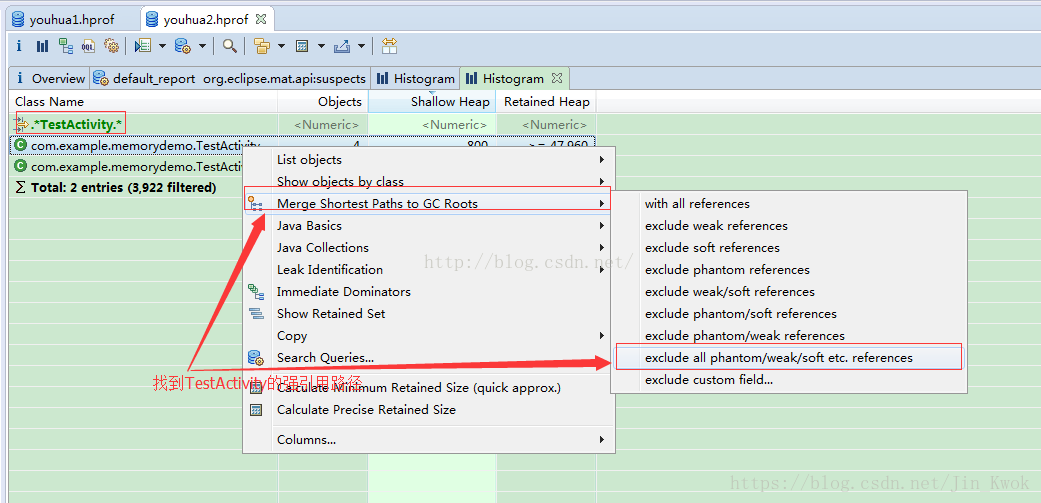 youhua1.hprof youhua2.hprof
i OQL
i Overview default_report org.eclipse.mat.api:suspects Histogram Histogram
Class Name Objects Shallow Heap Retained Heap
.*TestActivity.* <Numeric> <Numeric> <Numeric>
com.example.memorydemo.TestActivity 4 800 >= 47,960
com.example.memorydemo.TestActivi
Σ Total: 2 entries (3,922 filtered)
List objects
Show objects by class
Merge Shortest Paths to GC Roots
Java Basics
Java Collections
Leak Identification
Immediate Dominators
Show Retained Set
Copy
Search Queries...
Calculate Minimum Retained Size (quick approx.)
Calculate Precise Retained Size
Columns...
with all references
exclude weak references
exclude soft references
exclude phantom references
exclude weak/soft references
exclude phantom/soft references
exclude phantom/weak references
exclude all phantom/weak/soft etc. references
exclude custom field...
找到TestActivity的强引用路径
http://blog.csdn.net/
https://blog.csdn.net/Jin_Kwok